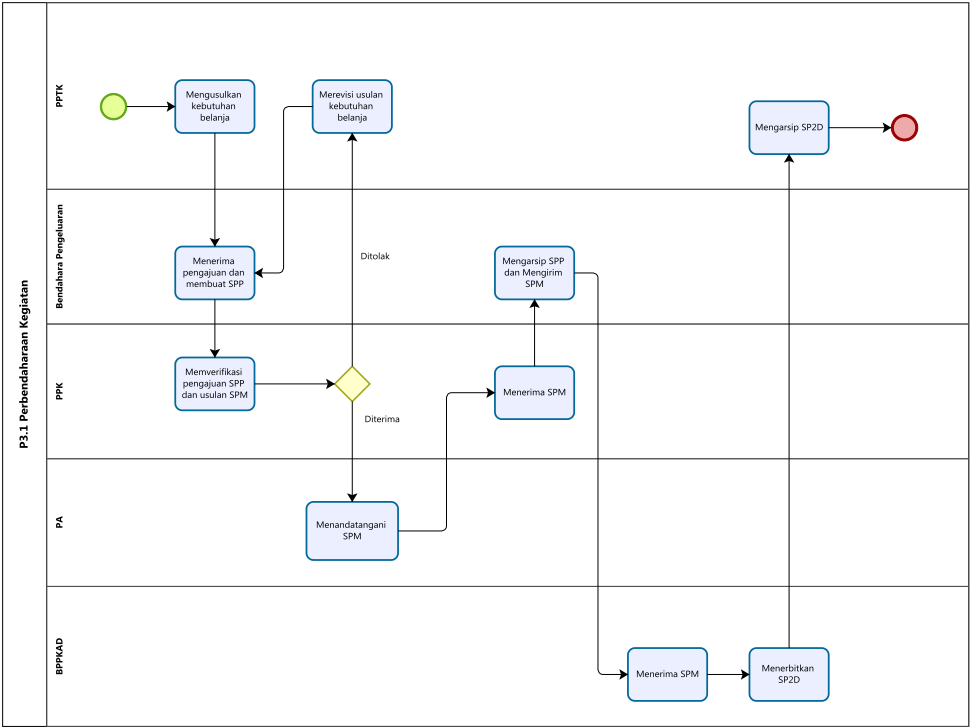 P3.1 Perbendaharaan Kegiatan
PPTK
Mengusulkan
kebutuhan
belanja
Merevisi usulan
kebutuhan
belanja
Mengarsip SP2D
Bendahara Pengeluaran
Menerima
pengajuan dan
membuat SPP
Ditolak
Mengarsip SPP
dan Mengirim
SPM
PPK
Memverifikasi
pengajuan SPP
dan usulan SPM
Diterima
Menerima SPM
PA
Menandatangani
SPM
BPPKAD
Menerima SPM
Menerbitkan
SP2D